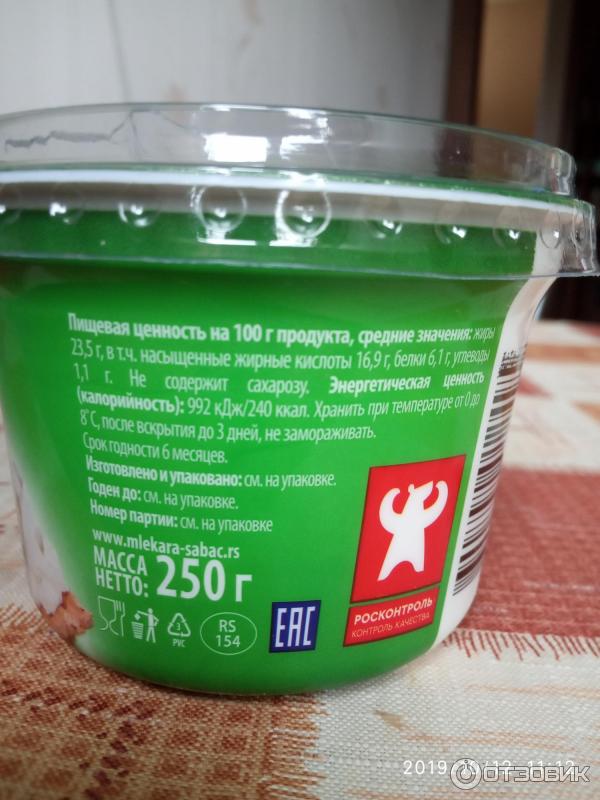 Пищевая ценность на 100 г продукта, средние значения: жиры
23,5 г, в т.ч. насыщенные жирные кислоты 16,9 г, белки 6,1 г, углеводы
1,1 г. Не содержит сахарозу. Энергетическая ценность
(калорийность): 992 кДж/240 ккал. Хранить при температуре от 0 до
8°С, после вскрытия до 3 дней, не замораживать.
Срок годности 6 месяцев.
Изготовлено и упаковано: см. на упаковке.
Годен до: см. на упаковке.
Номер партии: см. на упаковке
www.mlekara-sabac.rs
МАССА
НЕТТО: 250 г
3
PVC
RS
154
EAC
РОСКОНТРОЛЬ
КОНТРОЛЬ КАЧЕСТВА
2019 11:12
ОТЗОВИК